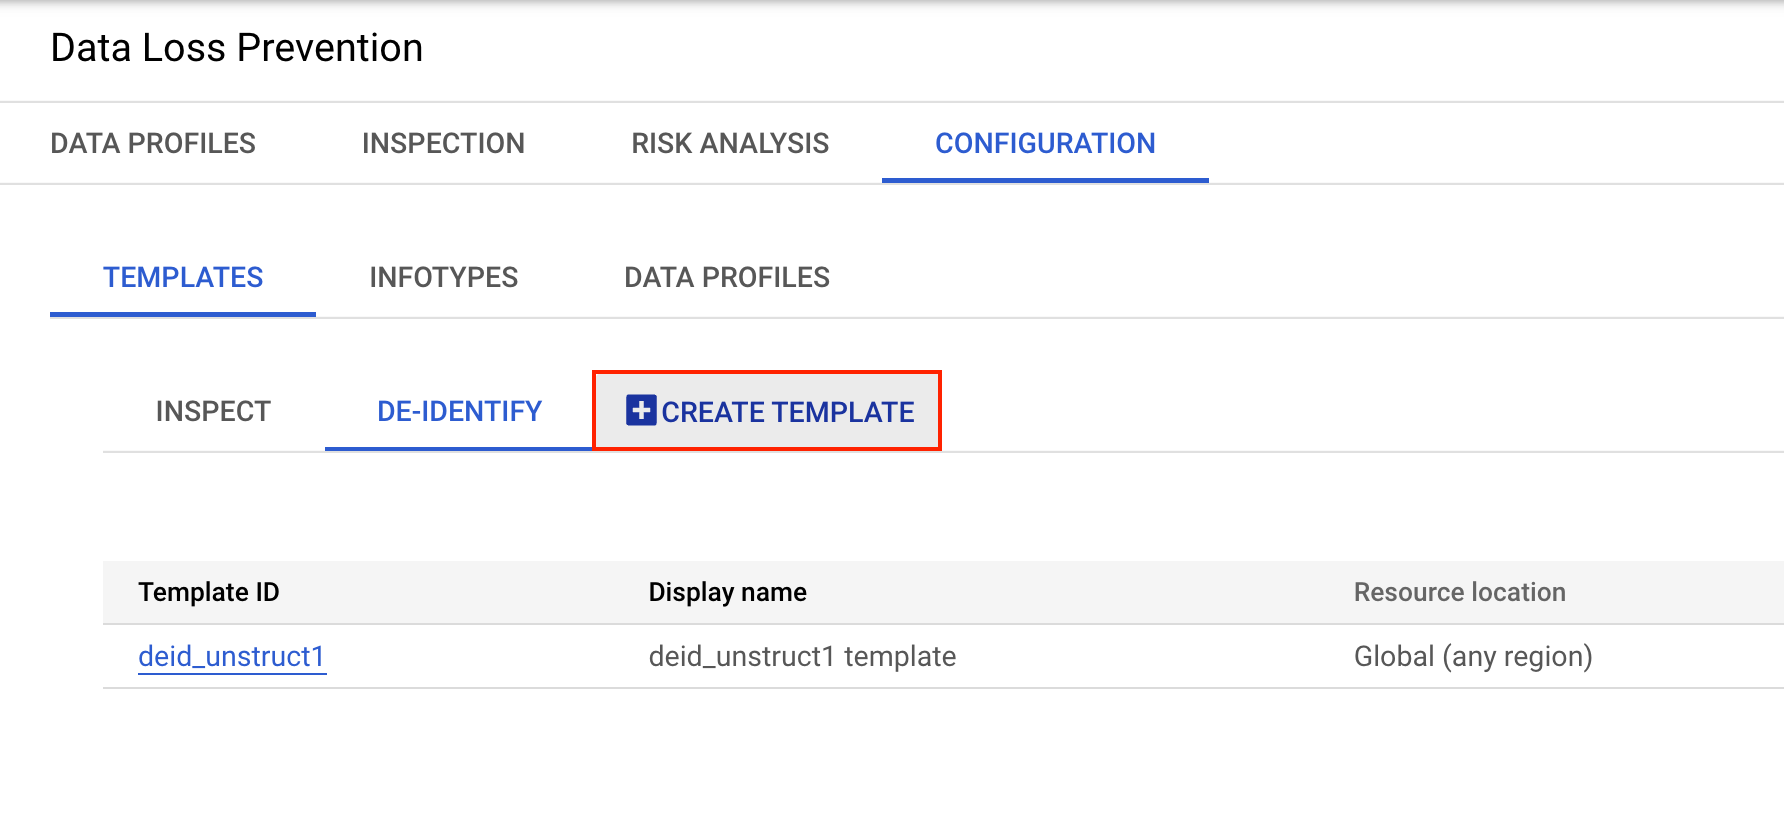 Data Loss Prevention
DATA PROFILES INSPECTION RISK ANALYSIS CONFIGURATION
TEMPLATES INFOTYPES DATA PROFILES
INSPECT DE-IDENTIFY CREATE TEMPLATE
Template ID Display name Resource location
deid_unstruct1 deid_unstruct1 template Global (any region)